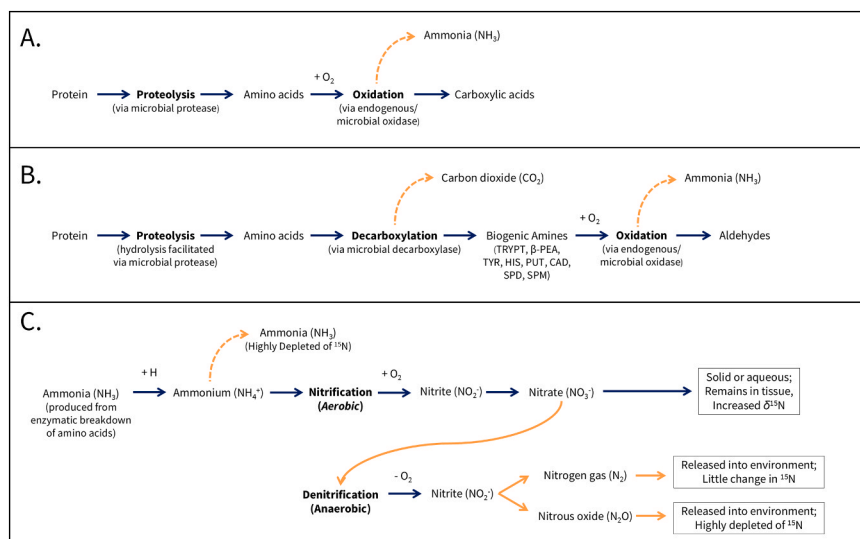 A.
Ammonia (NH₃)
+ O₂
Protein
Proteolysis
(via microbial protease)
Amino acids
Oxidation
(via endogenous/
microbial oxidase)
Carboxylic acids
B.
Carbon dioxide (CO₂)
Ammonia (NH₃)
+ O₂
Protein
Proteolysis
(hydrolysis facilitated
via microbial protease)
Amino acids
Decarboxylation
(via microbial decarboxylase)
Biogenic Amines
(TRYPT, β-PEA,
TYR, HIS, PUT, CAD,
SPD, SPM)
Oxidation
(via endogenous/
microbial oxidase)
Aldehydes
C.
Ammonia (NH₃)
(Highly Depleted of ¹⁵N)
+ H
+ O₂
Ammonia (NH₃)
(produced from
enzymatic breakdown
of amino acids)
Ammonium (NH₄⁺)
Nitrification
(Aerobic)
Nitrite (NO₂⁻)
Nitrate (NO₃⁻)
Solid or aqueous;
Remains in tissue,
Increased δ¹⁵N
- O₂
Denitrification
(Anaerobic)
Nitrite (NO₂⁻)
Nitrogen gas (N₂)
Released into environment;
Little change in ¹⁵N
Nitrous oxide (N₂O)
Released into environment;
Highly depleted of ¹⁵N